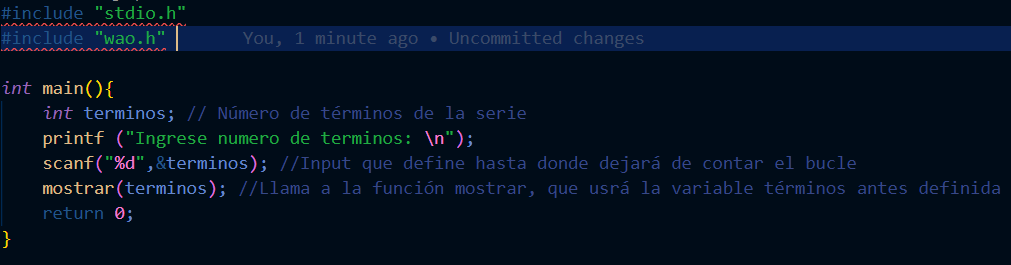 #include "stdio.h"
#include "wao.h" You, 1 minute ago • Uncommitted changes
int main(){
int terminos; // Número de términos de la serie
printf ("Ingrese numero de terminos: \n");
scanf("%d",&terminos); //Input que define hasta donde dejará de contar el bucle
mostrar(terminos); //Llama a la función mostrar, que usrá la variable términos antes definida
return 0;
}